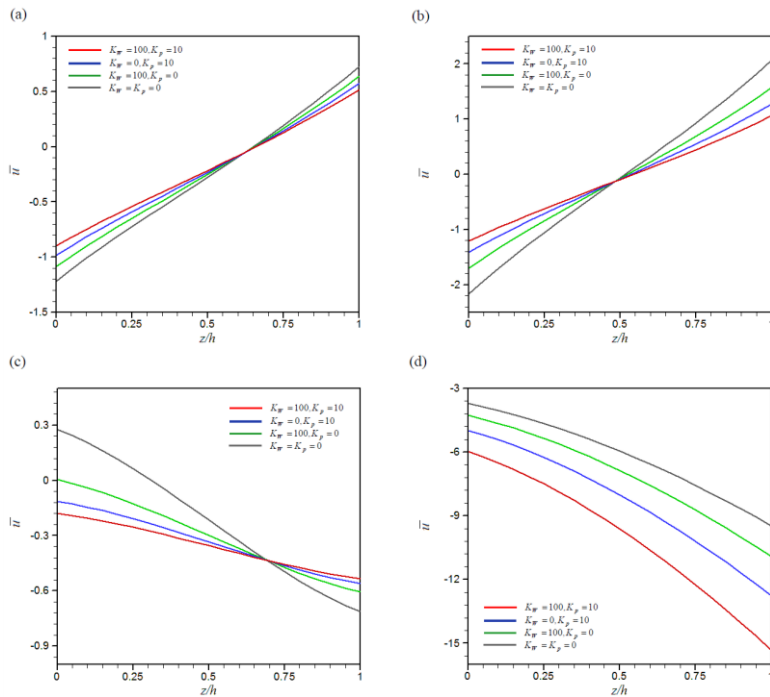 (a)
1
0.5
0
-0.5
-1
-1.5
u̅
K_W = 100, K_p = 10
K_W = 0, K_p = 10
K_W = 100, K_p = 0
K_W = K_p = 0
0 0.25 0.5 0.75 1
z/h
(b)
2
1
0
-1
-2
u̅
K_W = 100, K_p = 10
K_W = 0, K_p = 10
K_W = 100, K_p = 0
K_W = K_p = 0
0 0.25 0.5 0.75 1
z/h
(c)
0.3
0
-0.3
-0.6
-0.9
u̅
K_W = 100, K_p = 10
K_W = 0, K_p = 10
K_W = 100, K_p = 0
K_W = K_p = 0
0 0.25 0.5 0.75 1
z/h
(d)
-3
-6
-9
-12
-15
u̅
K_W = 100, K_p = 10
K_W = 0, K_p = 10
K_W = 100, K_p = 0
K_W = K_p = 0
0 0.25 0.5 0.75 1
z/h